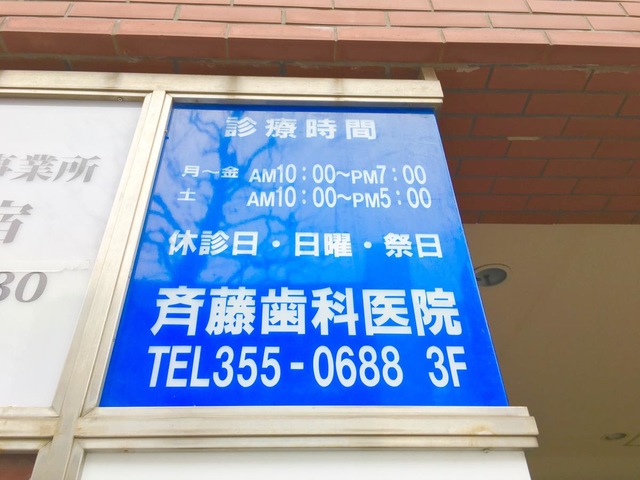 診療時間
月～金 AM10：00～PM7：00
土 AM10：00～PM5：00
休診日・日曜・祭日
斉藤歯科医院
TEL355-0688 3F
事業所
宿
30